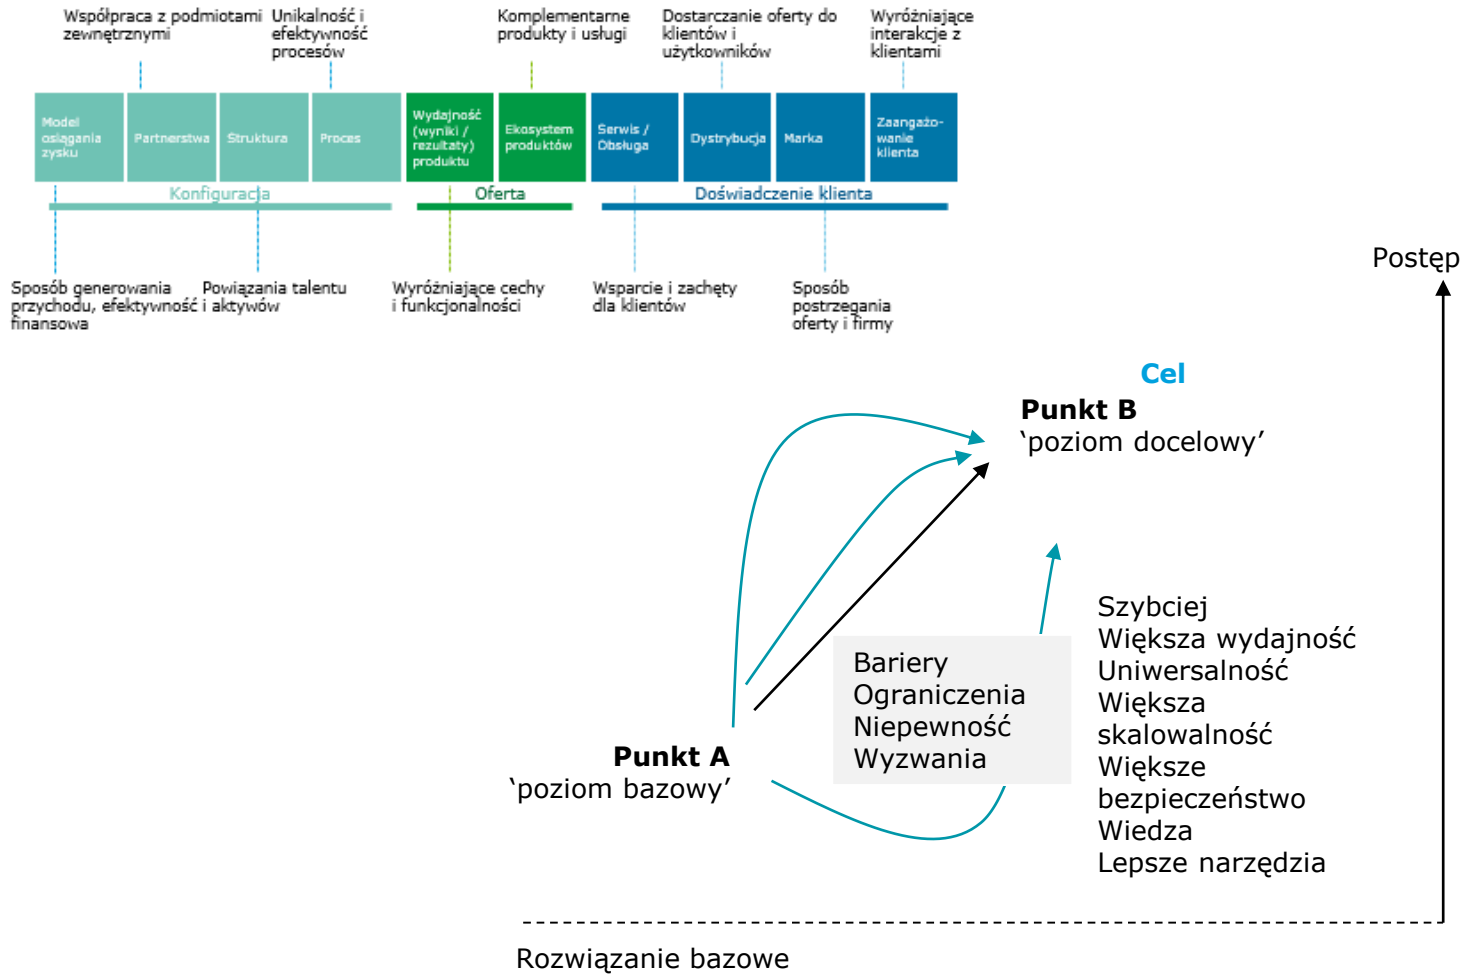 Współpraca z podmiotami
zewnętrznymi
Unikalność i
efektywność
procesów
Komplementarne
produkty i usługi
Dostarczanie oferty do
klientów i
użytkowników
Wyróżniające
interakcje z
klientami
Model
osiągania
zysku
Partnerstwa
Struktura
Proces
Wydajność
(wyniki /
rezultaty)
produktu
Ekosystem
produktów
Serwis /
Obsługa
Dystrybucja
Marka
Zaangażo-
wanie
klienta
Konfiguracja
Oferta
Doświadczenie klienta
Sposób generowania
przychodu, efektywność
finansowa
Powiązania talentu
i aktywów
Wyróżniające cechy
i funkcjonalności
Wsparcie i zachęty
dla klientów
Sposób
postrzegania
oferty i firmy
Postęp
Cel
Punkt B
‘poziom docelowy’
Szybciej
Większa wydajność
Uniwersalność
Większa
skalowalność
Większe
bezpieczeństwo
Wiedza
Lepsze narzędzia
Bariery
Ograniczenia
Niepewność
Wyzwania
Punkt A
‘poziom bazowy’
Rozwiązanie bazowe